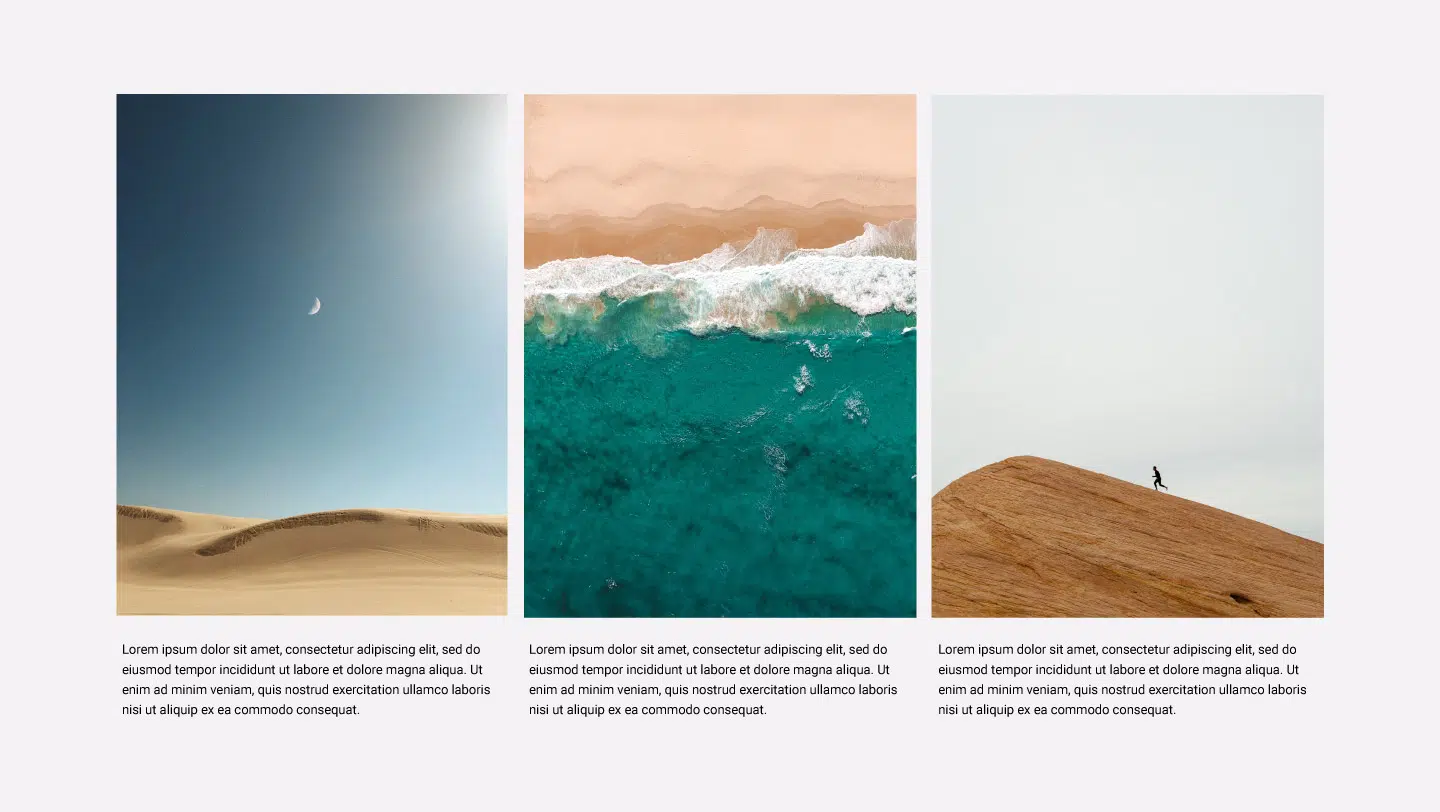 Lorem ipsum dolor sit amet, consectetur adipiscing elit, sed do
eiusmod tempor incididunt ut labore et dolore magna aliqua. Ut
enim ad minim veniam, quis nostrud exercitation ullamco laboris
nisi ut aliquip ex ea commodo consequat.
Lorem ipsum dolor sit amet, consectetur adipiscing elit, sed do
eiusmod tempor incididunt ut labore et dolore magna aliqua. Ut
enim ad minim veniam, quis nostrud exercitation ullamco laboris
nisi ut aliquip ex ea commodo consequat.
Lorem ipsum dolor sit amet, consectetur adipiscing elit, sed do
eiusmod tempor incididunt ut labore et dolore magna aliqua. Ut
enim ad minim veniam, quis nostrud exercitation ullamco laboris
nisi ut aliquip ex ea commodo consequat.